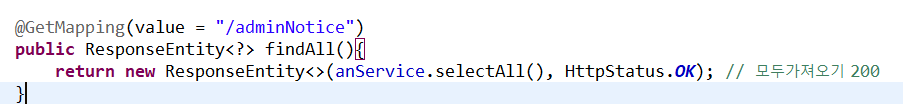 @GetMapping(value = "/adminNotice")
public ResponseEntity<?> findAll(){
    return new ResponseEntity<>(anService.selectAll(), HttpStatus.OK); // 모두가져오기 200
}